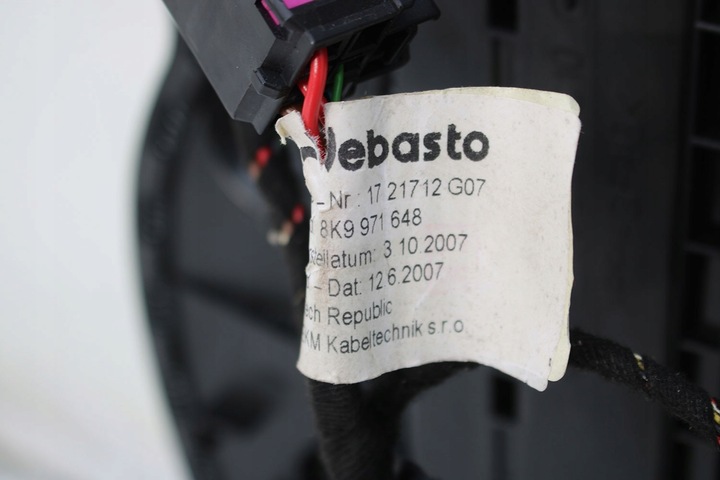 Webasto
-Nr : 17 21712 G07
8K9 971 648
datum: 3 10.2007
- Dat: 12 6.2007
ech Republic
KM Kabeltechnik s.r.o